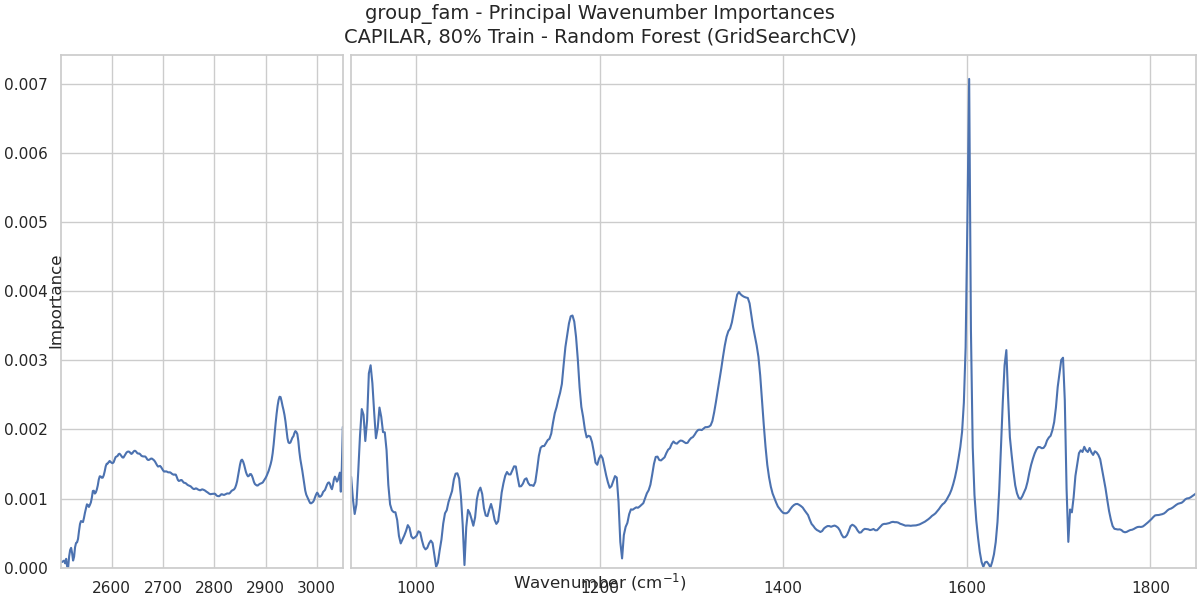 group_fam - Principal Wavenumber Importances
CAPILAR, 80% Train - Random Forest (GridSearchCV)
0.007
0.006
0.005
0.004
0.003
0.002
0.001
0.000
Importance
2600 2700 2800 2900 3000 1000 1200 1400 1600 1800
Wavenumber (cm⁻¹)